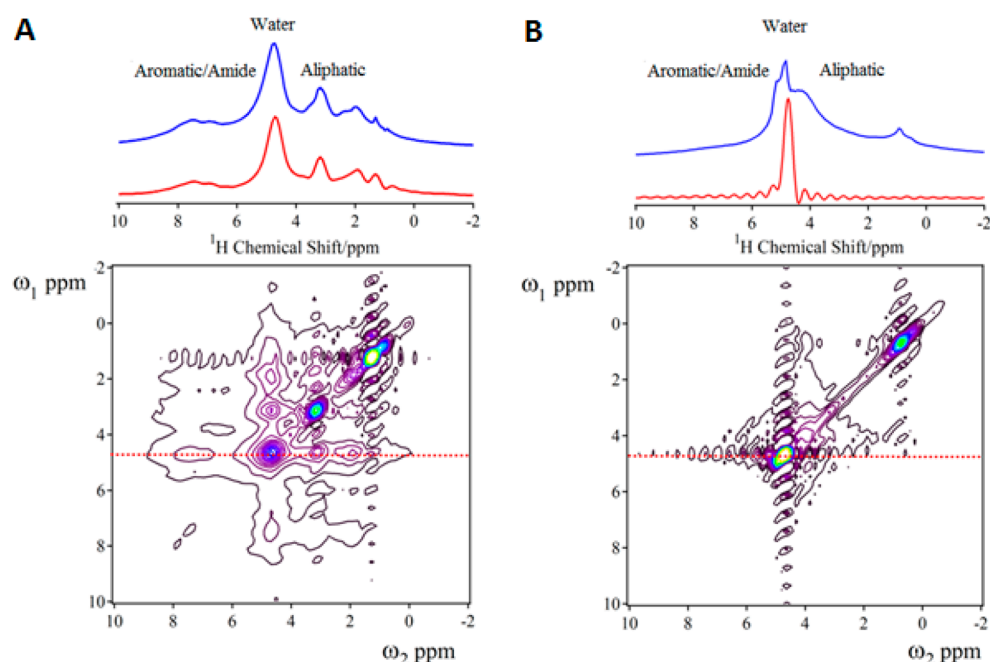 A
Water
Aromatic/Amide
Aliphatic
10 8 6 4 2 0 -2
¹H Chemical Shift/ppm
ω₁ ppm
-2
0
2
4
6
8
10
10 8 6 4 2 0 -2
ω₂ ppm
B
Water
Aromatic/Amide
Aliphatic
10 8 6 4 2 0 -2
¹H Chemical Shift/ppm
ω₁ ppm
-2
0
2
4
6
8
10
10 8 6 4 2 0 -2
ω₂ ppm